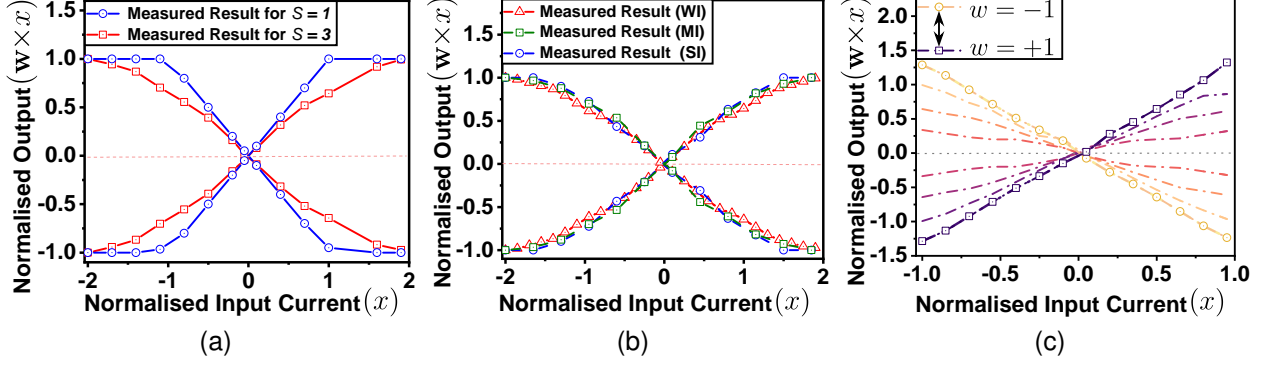 Measured Result for S = 1
Measured Result for S = 3
Normalised Output (w×x)
1.0
0.5
0.0
-0.5
-1.0
-2 -1 0 1 2
Normalised Input Current (x)
(a)
Measured Result (WI)
Measured Result (MI)
Measured Result (SI)
Normalised Output (w×x)
1.0
0.5
0.0
-0.5
-1.0
-2 -1 0 1 2
Normalised Input Current (x)
(b)
w = −1
w = +1
Normalised Output (w×x)
2.0
1.5
1.0
0.5
0.0
-0.5
-1.0
-1.5
-1.0 -0.5 0.0 0.5 1.0
Normalised Input Current (x)
(c)